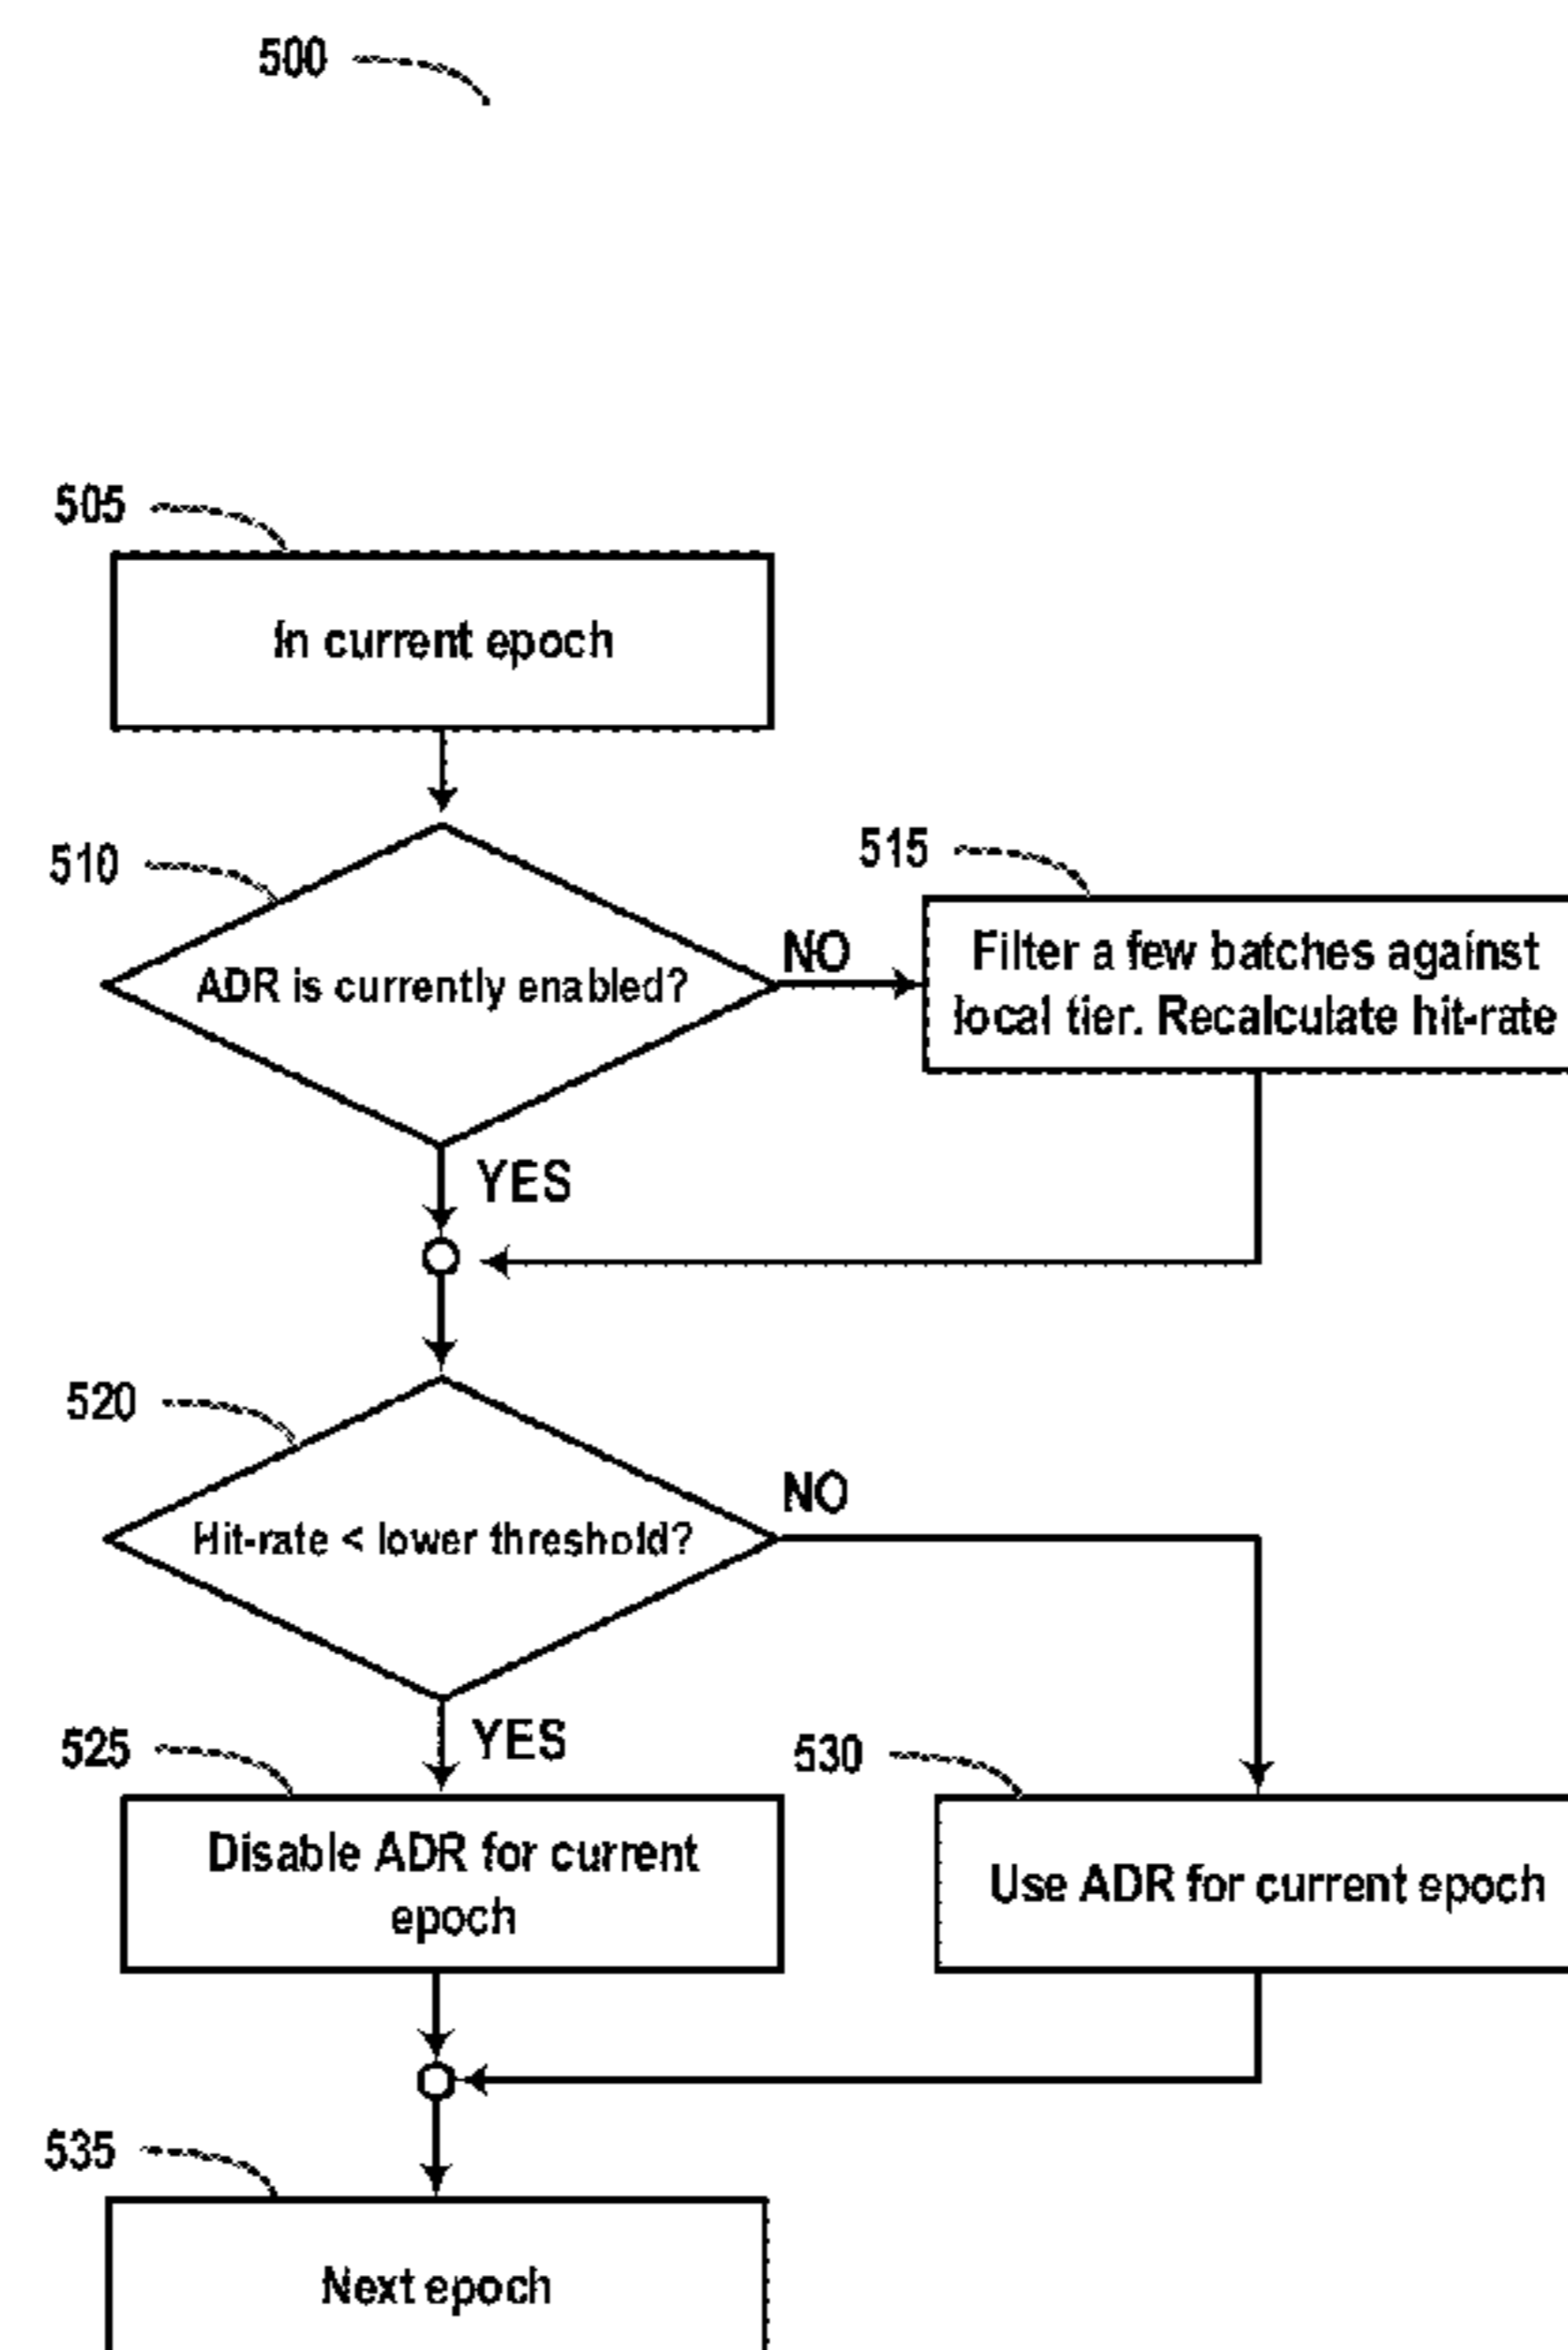 500
505
In current epoch
510
ADR is currently enabled?
NO
515
Filter a few batches against
local tier. Recalculate hit-rate
YES
520
Hit-rate < lower threshold?
NO
YES
525
Disable ADR for current
epoch
530
Use ADR for current epoch
535
Next epoch